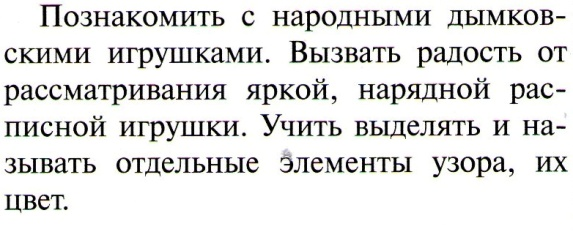 Познакомить с народными дымков-
скими игрушками. Вызвать радость от
рассматривания яркой, нарядной рас-
писной игрушки. Учить выделять и на-
зывать отдельные элементы узора, их
цвет.